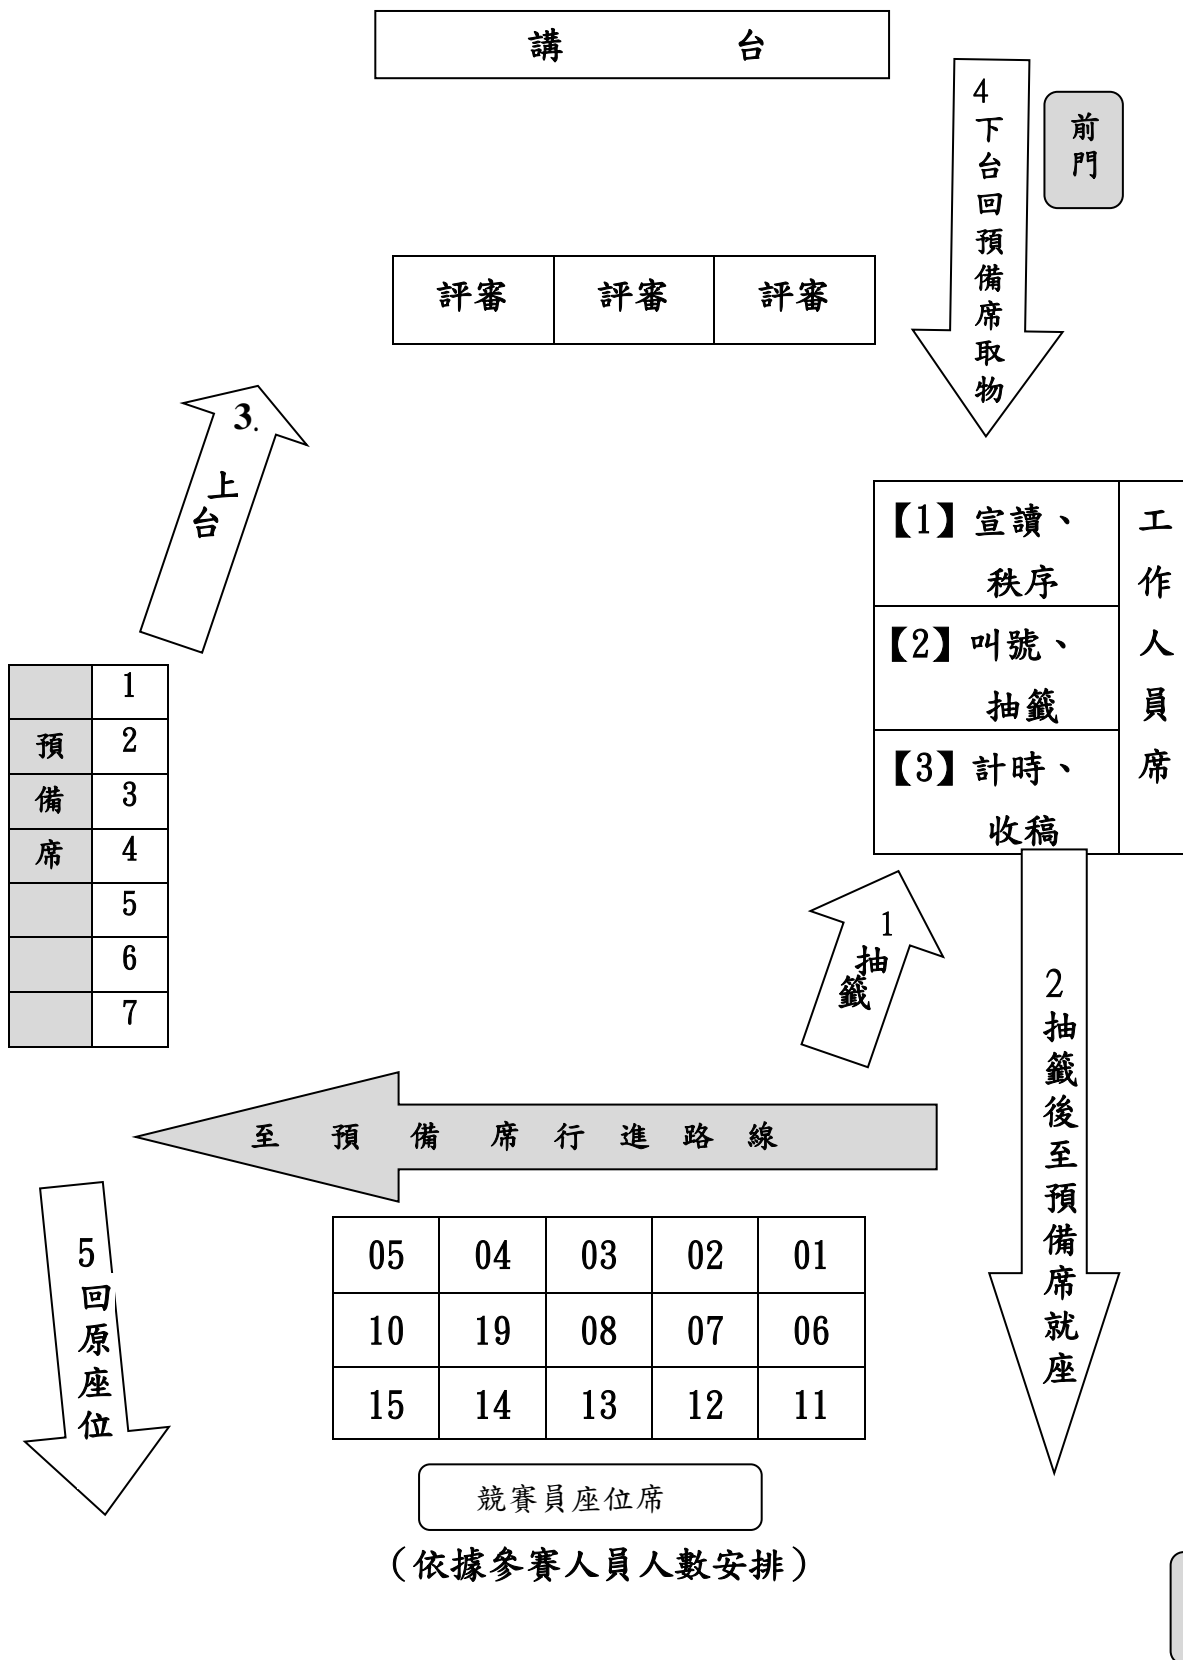 講 台
4下台回預備席取物
前門
評審 評審 評審
3.
上台
【1】宣讀、
秩序
【2】叫號、
抽籤
【3】計時、
收稿
工作人員席
1
預 2
備 3
席 4
5
6
7
1抽籤
2抽籤後至預備席就座
至預備席行進路線
5回原座位
05 04 03 02 01
10 19 08 07 06
15 14 13 12 11
競賽員座位席
（依據參賽人員人數安排）